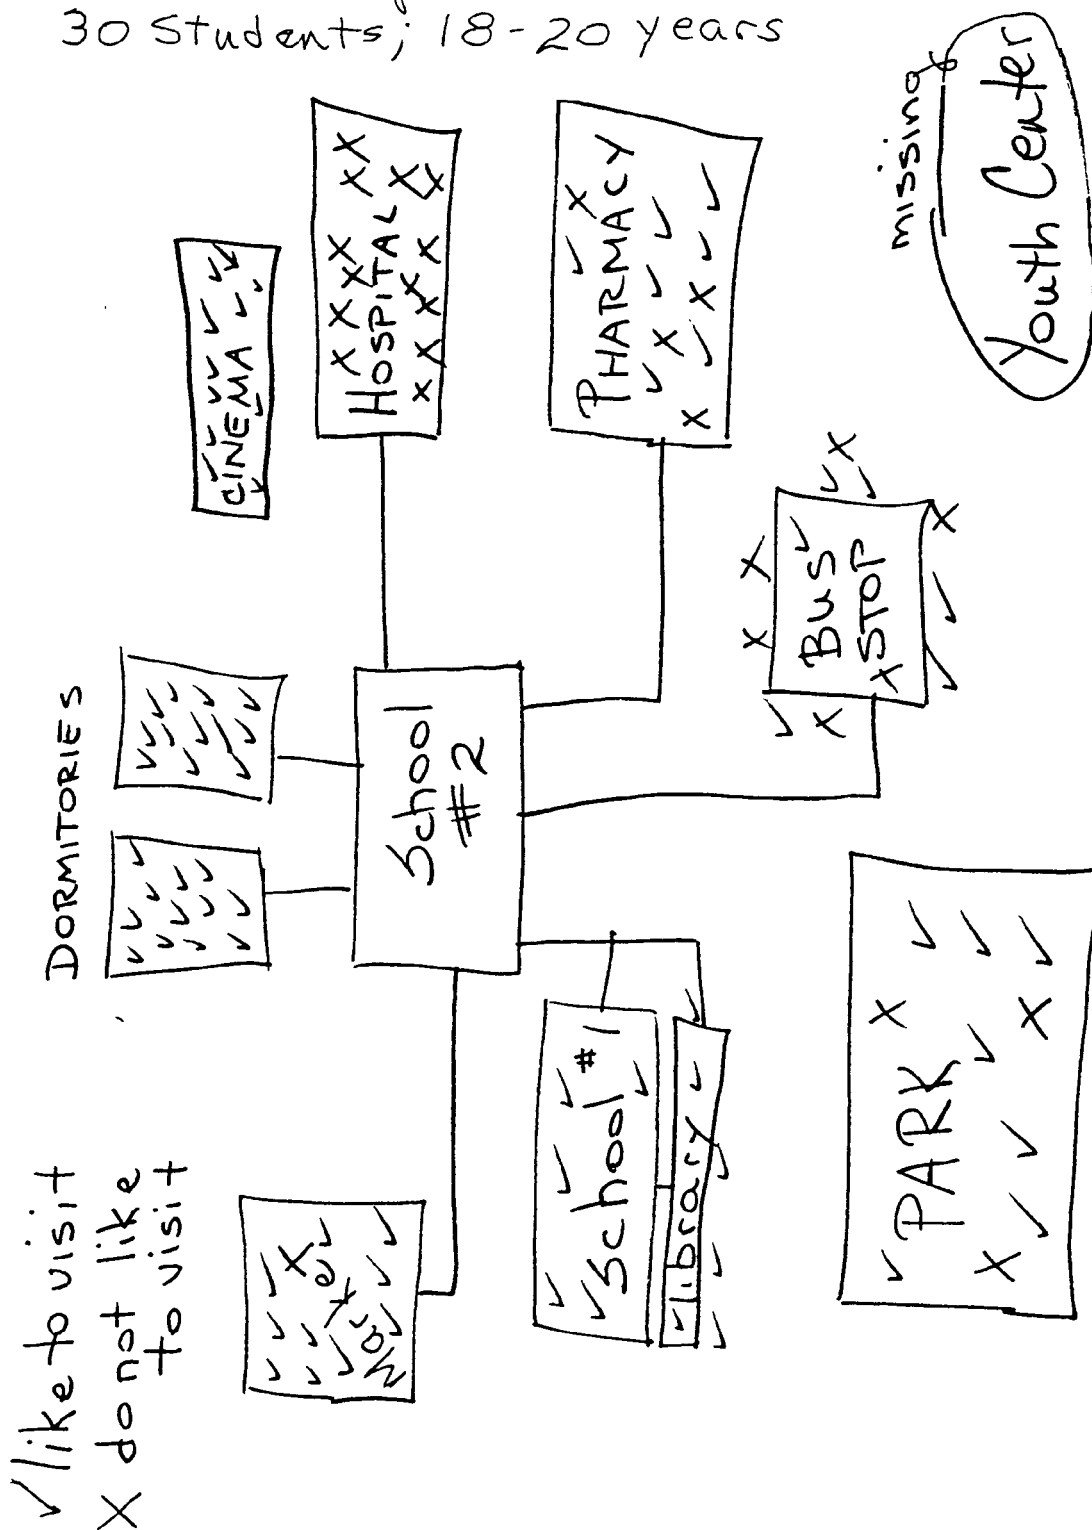 30 Students; 18-20 years
✓ like to visit
X do not like
to visit
DORMITORIES
CINEMA
HOSPITAL
PHARMACY
School
#2
BUS
STOP
Market
School #1
library
PARK
missing
Youth Center